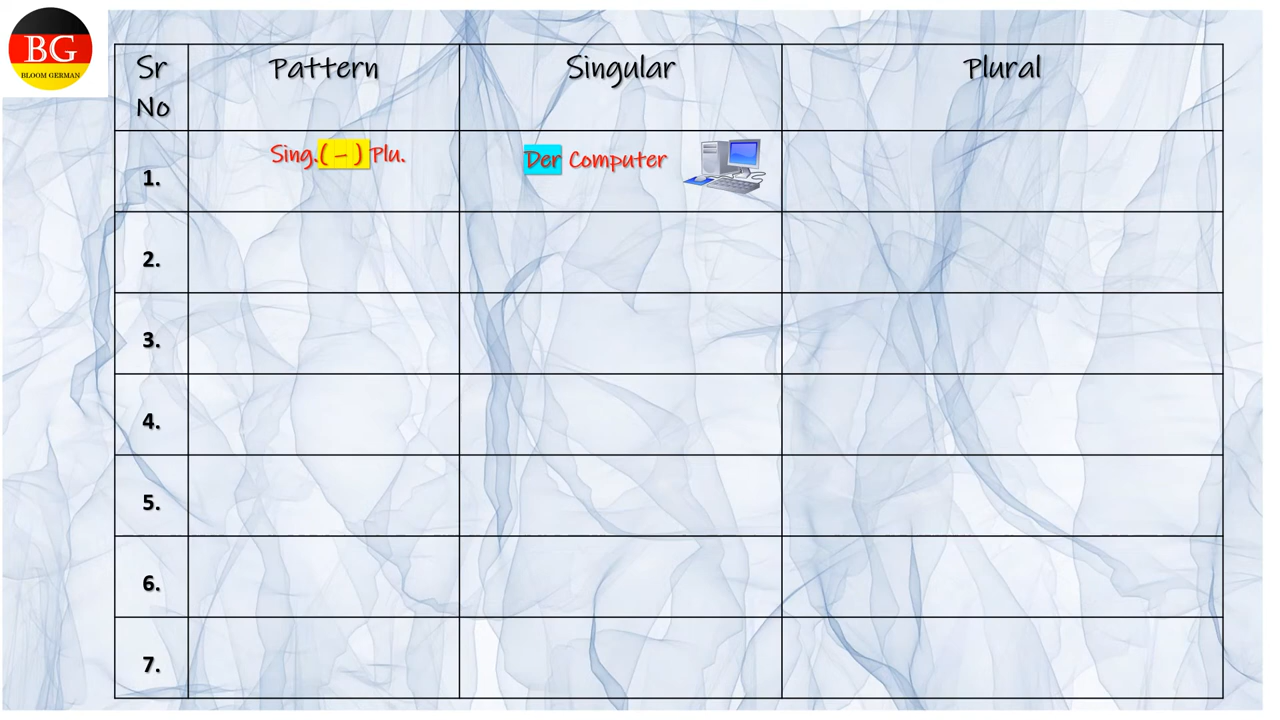 BG
BLOOM GERMAN
Sr No Pattern Singular Plural
1. Sing.( – ) Plu. Der Computer
2.
3.
4.
5.
6.
7.